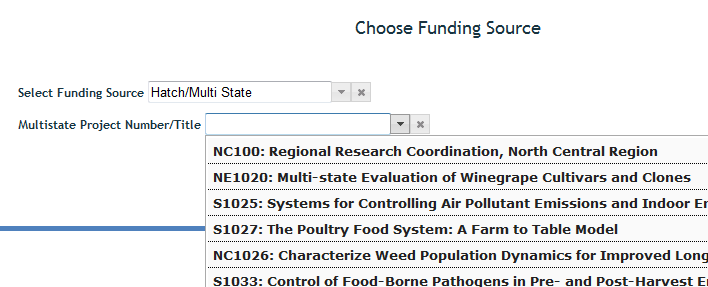 Choose Funding Source
Select Funding Source Hatch/Multi State
Multistate Project Number/Title
NC100: Regional Research Coordination, North Central Region
NE1020: Multi-state Evaluation of Winegrape Cultivars and Clones
S1025: Systems for Controlling Air Pollutant Emissions and Indoor
S1027: The Poultry Food System: A Farm to Table Model
NC1026: Characterize Weed Population Dynamics for Improved Long
S1033: Control of Food-Borne Pathogens in Pre- and Post-Harvest